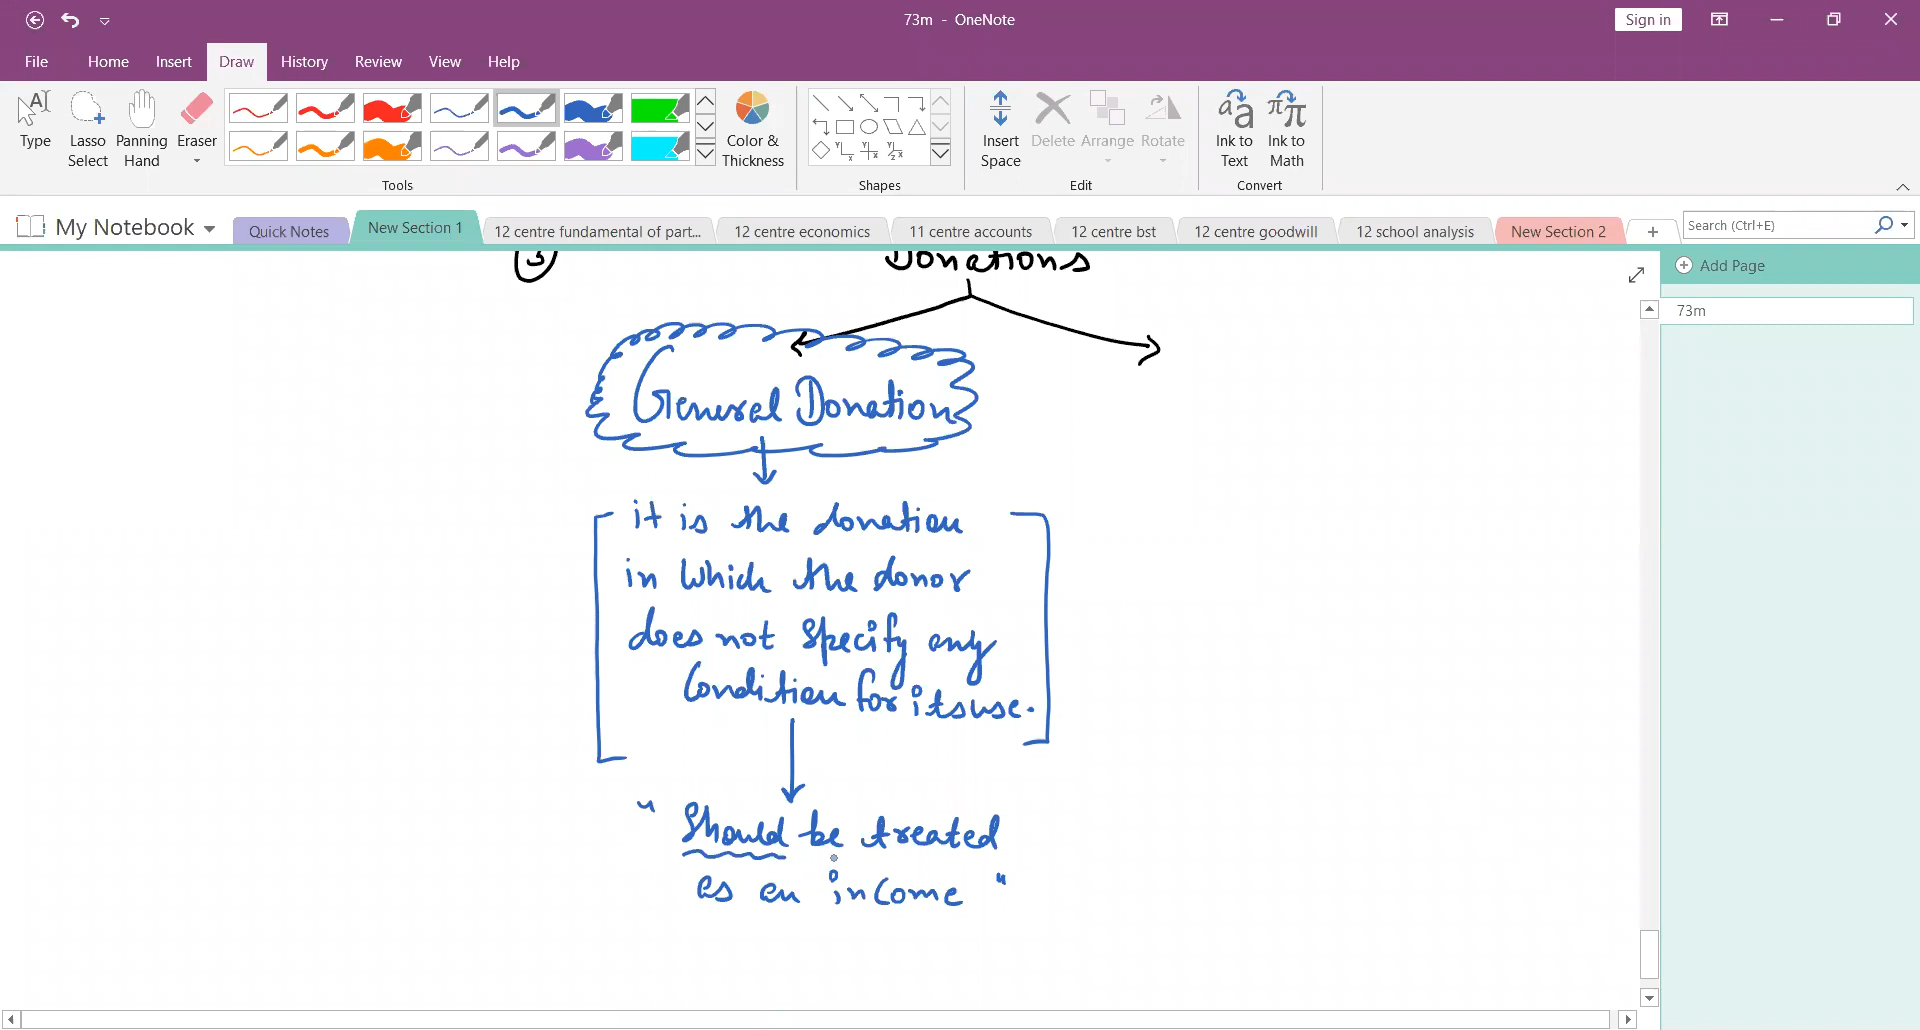 73m - OneNote
Sign in
File Home Insert Draw History Review View Help
Type
Lasso Select
Panning Hand
Eraser
Color & Thickness
Insert Space
Delete
Arrange
Rotate
Ink to Text
Ink to Math
Tools
Shapes
Edit
Convert
My Notebook
Quick Notes
New Section 1
12 centre fundamental of part...
12 centre economics
11 centre accounts
12 centre bst
12 centre goodwill
12 school analysis
New Section 2
Search (Ctrl+E)
Add Page
73m
③ Donations
General Donation
it is the donation
in which the donor
does not specify any
Condition for its use.
" Should be treated
as an income "